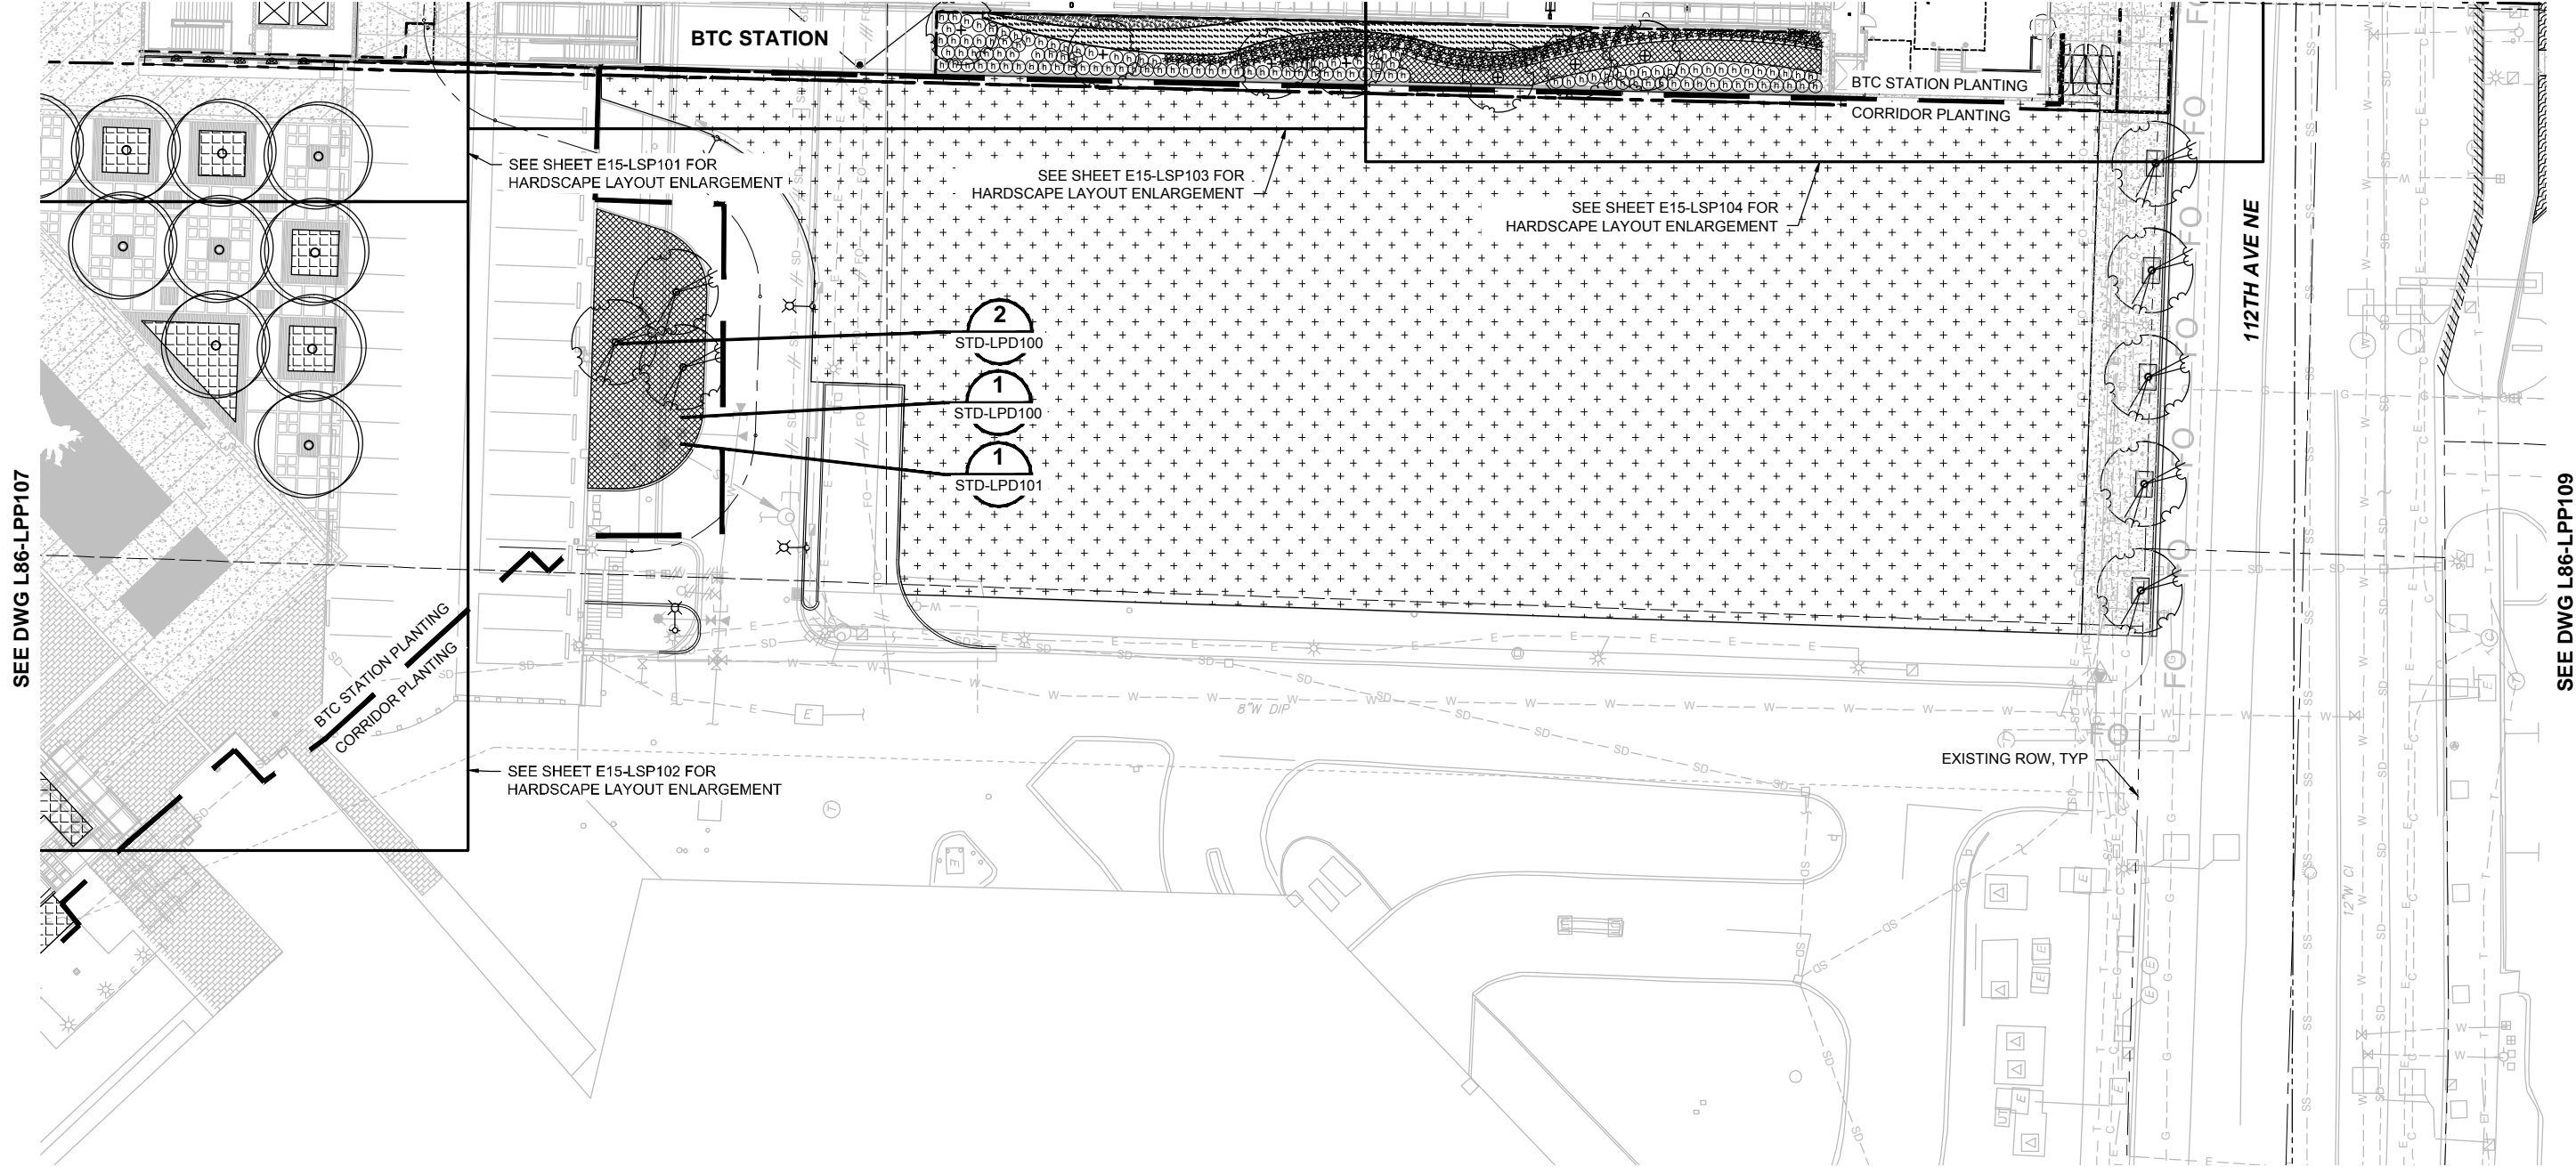 BTC STATION
BTC STATION PLANTING
CORRIDOR PLANTING
SEE SHEET E15-LSP101 FOR
HARDSCAPE LAYOUT ENLARGEMENT
SEE SHEET E15-LSP103 FOR
HARDSCAPE LAYOUT ENLARGEMENT
SEE SHEET E15-LSP104 FOR
HARDSCAPE LAYOUT ENLARGEMENT
112TH AVE NE
2
STD-LPD100
1
STD-LPD100
1
STD-LPD101
SEE DWG L86-LPP107
SEE DWG L86-LPP109
BTC STATION PLANTING
CORRIDOR PLANTING
8"W DIP
EXISTING ROW, TYP
SEE SHEET E15-LSP102 FOR
HARDSCAPE LAYOUT ENLARGEMENT
12"W CI